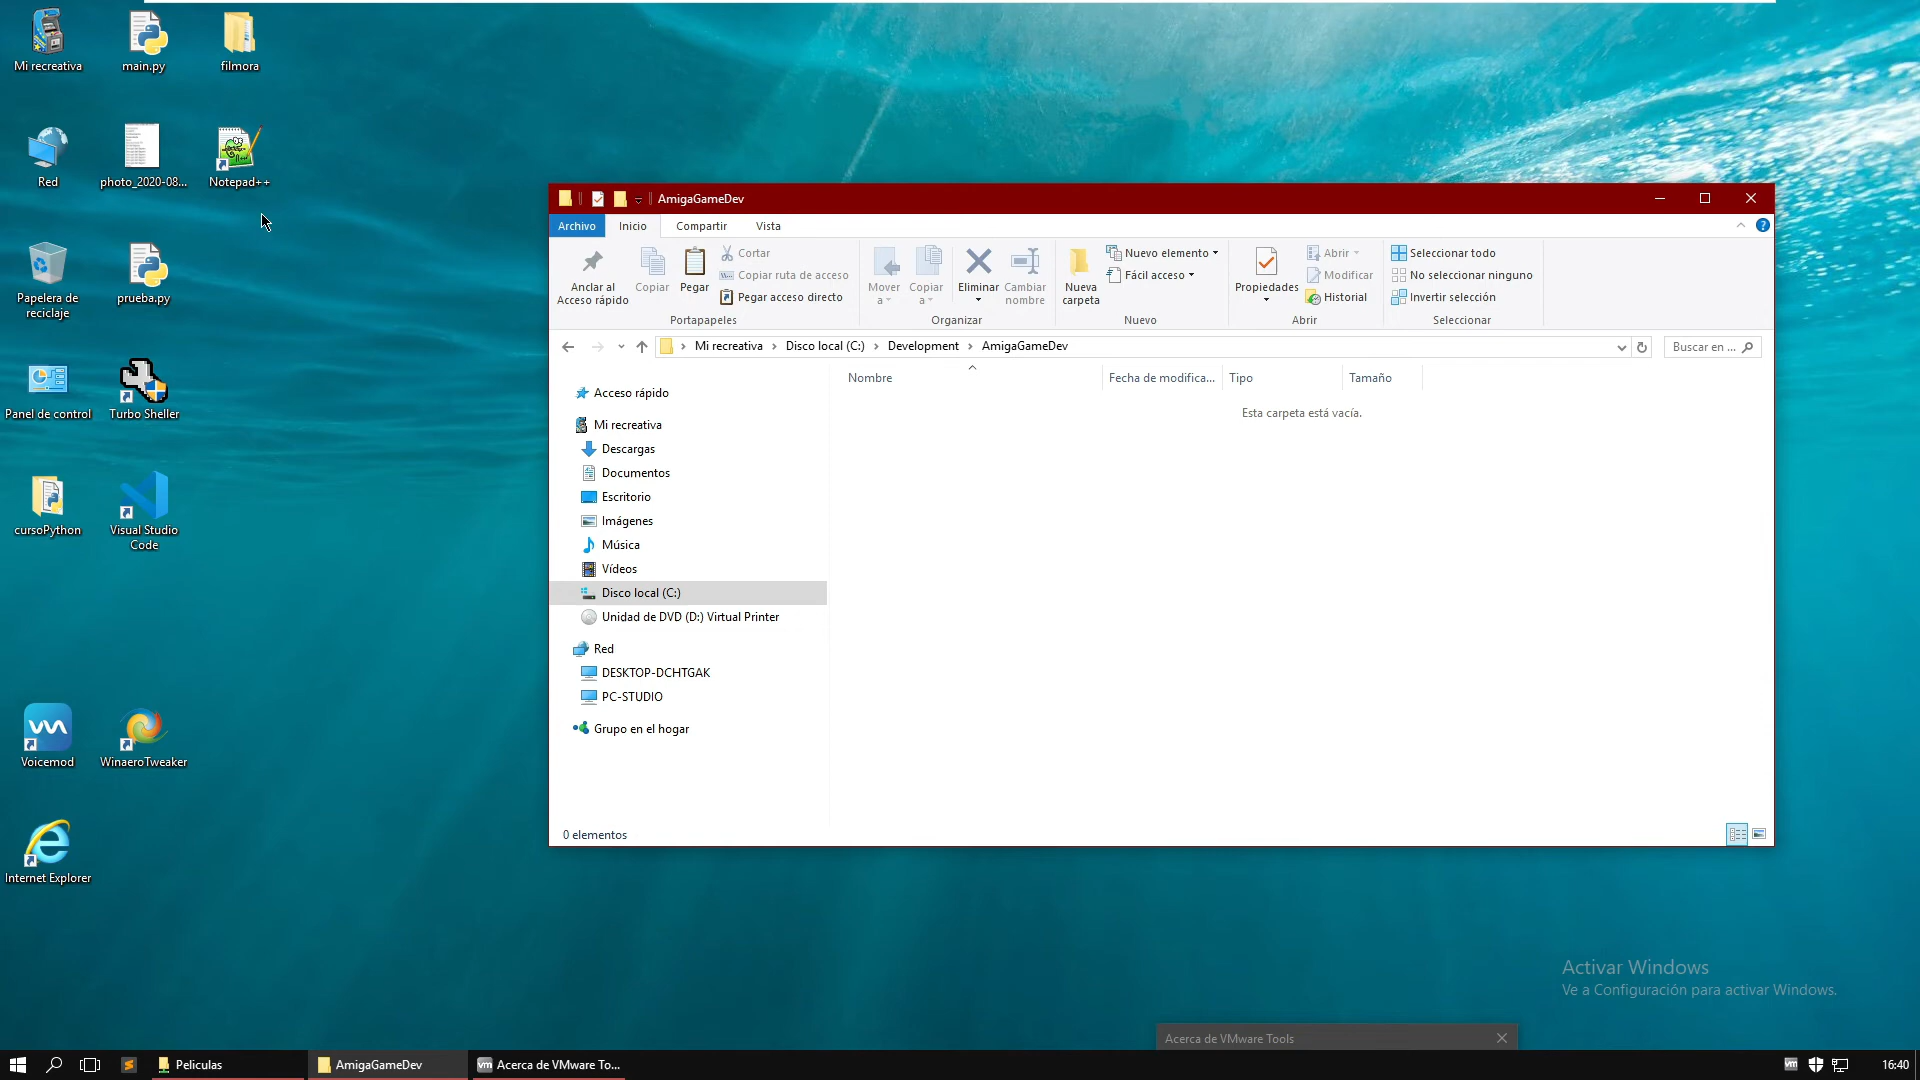 Mi recreativa
main.py
filmora
Red
photo_2020-08...
Notepad++
Papelera de
reciclaje
prueba.py
Panel de control
Turbo Sheller
cursoPython
Visual Studio
Code
Voicemod
WinaeroTweaker
Internet Explorer
AmigaGameDev
Archivo
Inicio
Compartir
Vista
Anclar al
Acceso rápido
Copiar
Pegar
Cortar
Copiar ruta de acceso
Pegar acceso directo
Portapapeles
Mover
a
Copiar
a
Eliminar
Cambiar
nombre
Organizar
Nueva
carpeta
Nuevo elemento
Fácil acceso
Nuevo
Propiedades
Abrir
Modificar
Historial
Abrir
Seleccionar todo
No seleccionar ninguno
Invertir selección
Seleccionar
Mi recreativa > Disco local (C:) > Development > AmigaGameDev
Buscar en ...
Nombre
Fecha de modifica...
Tipo
Tamaño
Esta carpeta está vacía.
Acceso rápido
Mi recreativa
Descargas
Documentos
Escritorio
Imágenes
Música
Vídeos
Disco local (C:)
Unidad de DVD (D:) Virtual Printer
Red
DESKTOP-DCHTGAK
PC-STUDIO
Grupo en el hogar
0 elementos
Activar Windows
Ve a Configuración para activar Windows.
Acerca de VMware Tools
Peliculas
AmigaGameDev
Acerca de VMware To...
16:40